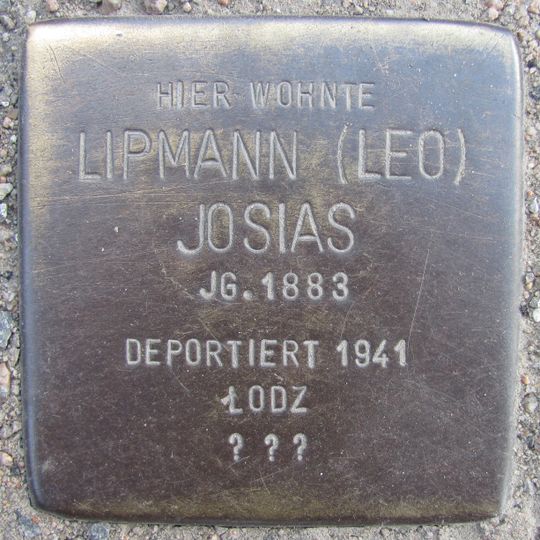 HIER WOHNTE
LIPMANN (LEO)
JOSIAS
JG. 1883
DEPORTIERT 1941
ŁODZ
? ? ?